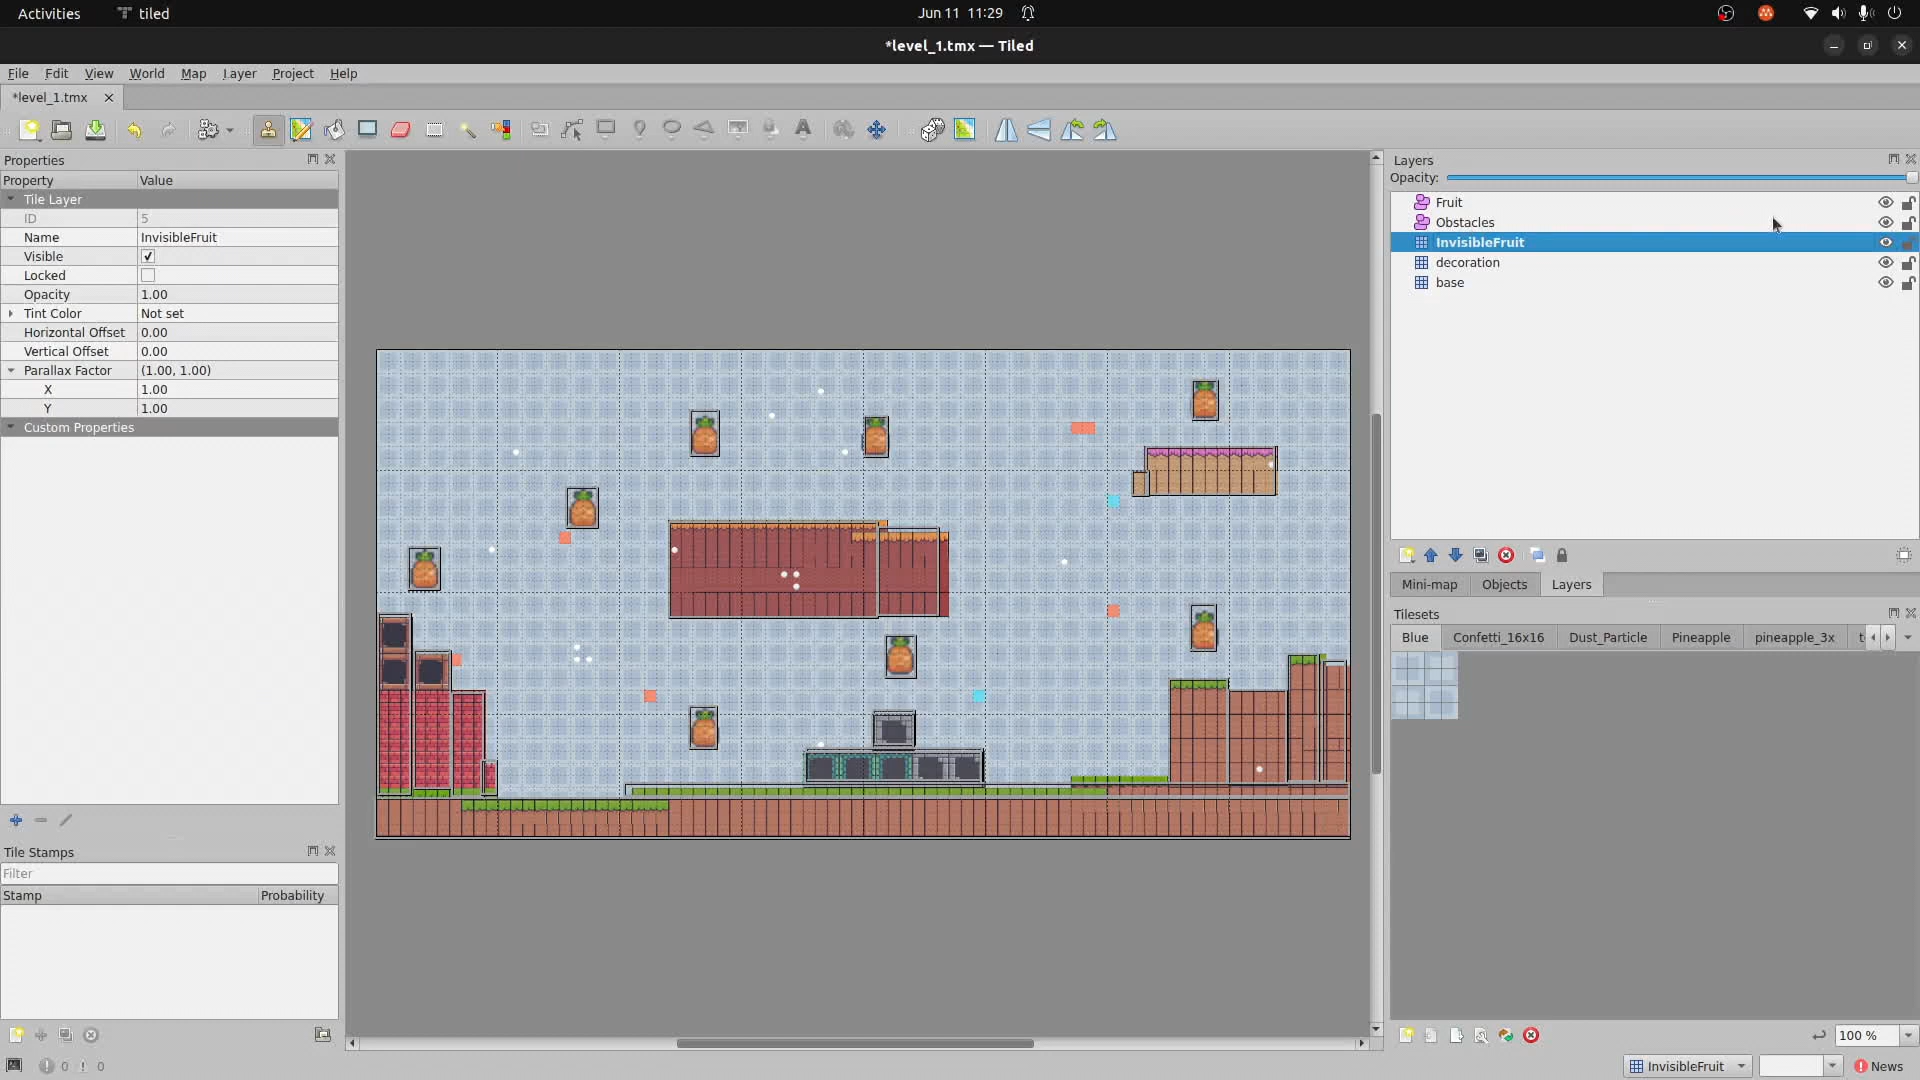 Activities tiled Jun 11 11:29
*level_1.tmx — Tiled
File Edit View World Map Layer Project Help
*level_1.tmx
Properties
Property Value
Tile Layer
ID 5
Name InvisibleFruit
Visible
Locked
Opacity 1.00
Tint Color Not set
Horizontal Offset 0.00
Vertical Offset 0.00
Parallax Factor (1.00, 1.00)
X 1.00
Y 1.00
Custom Properties
Tile Stamps
Filter
Stamp Probability
0 0
Layers
Opacity:
Fruit
Obstacles
InvisibleFruit
decoration
base
Mini-map Objects Layers
Tilesets
Blue Confetti_16x16 Dust_Particle Pineapple pineapple_3x
100 %
InvisibleFruit News